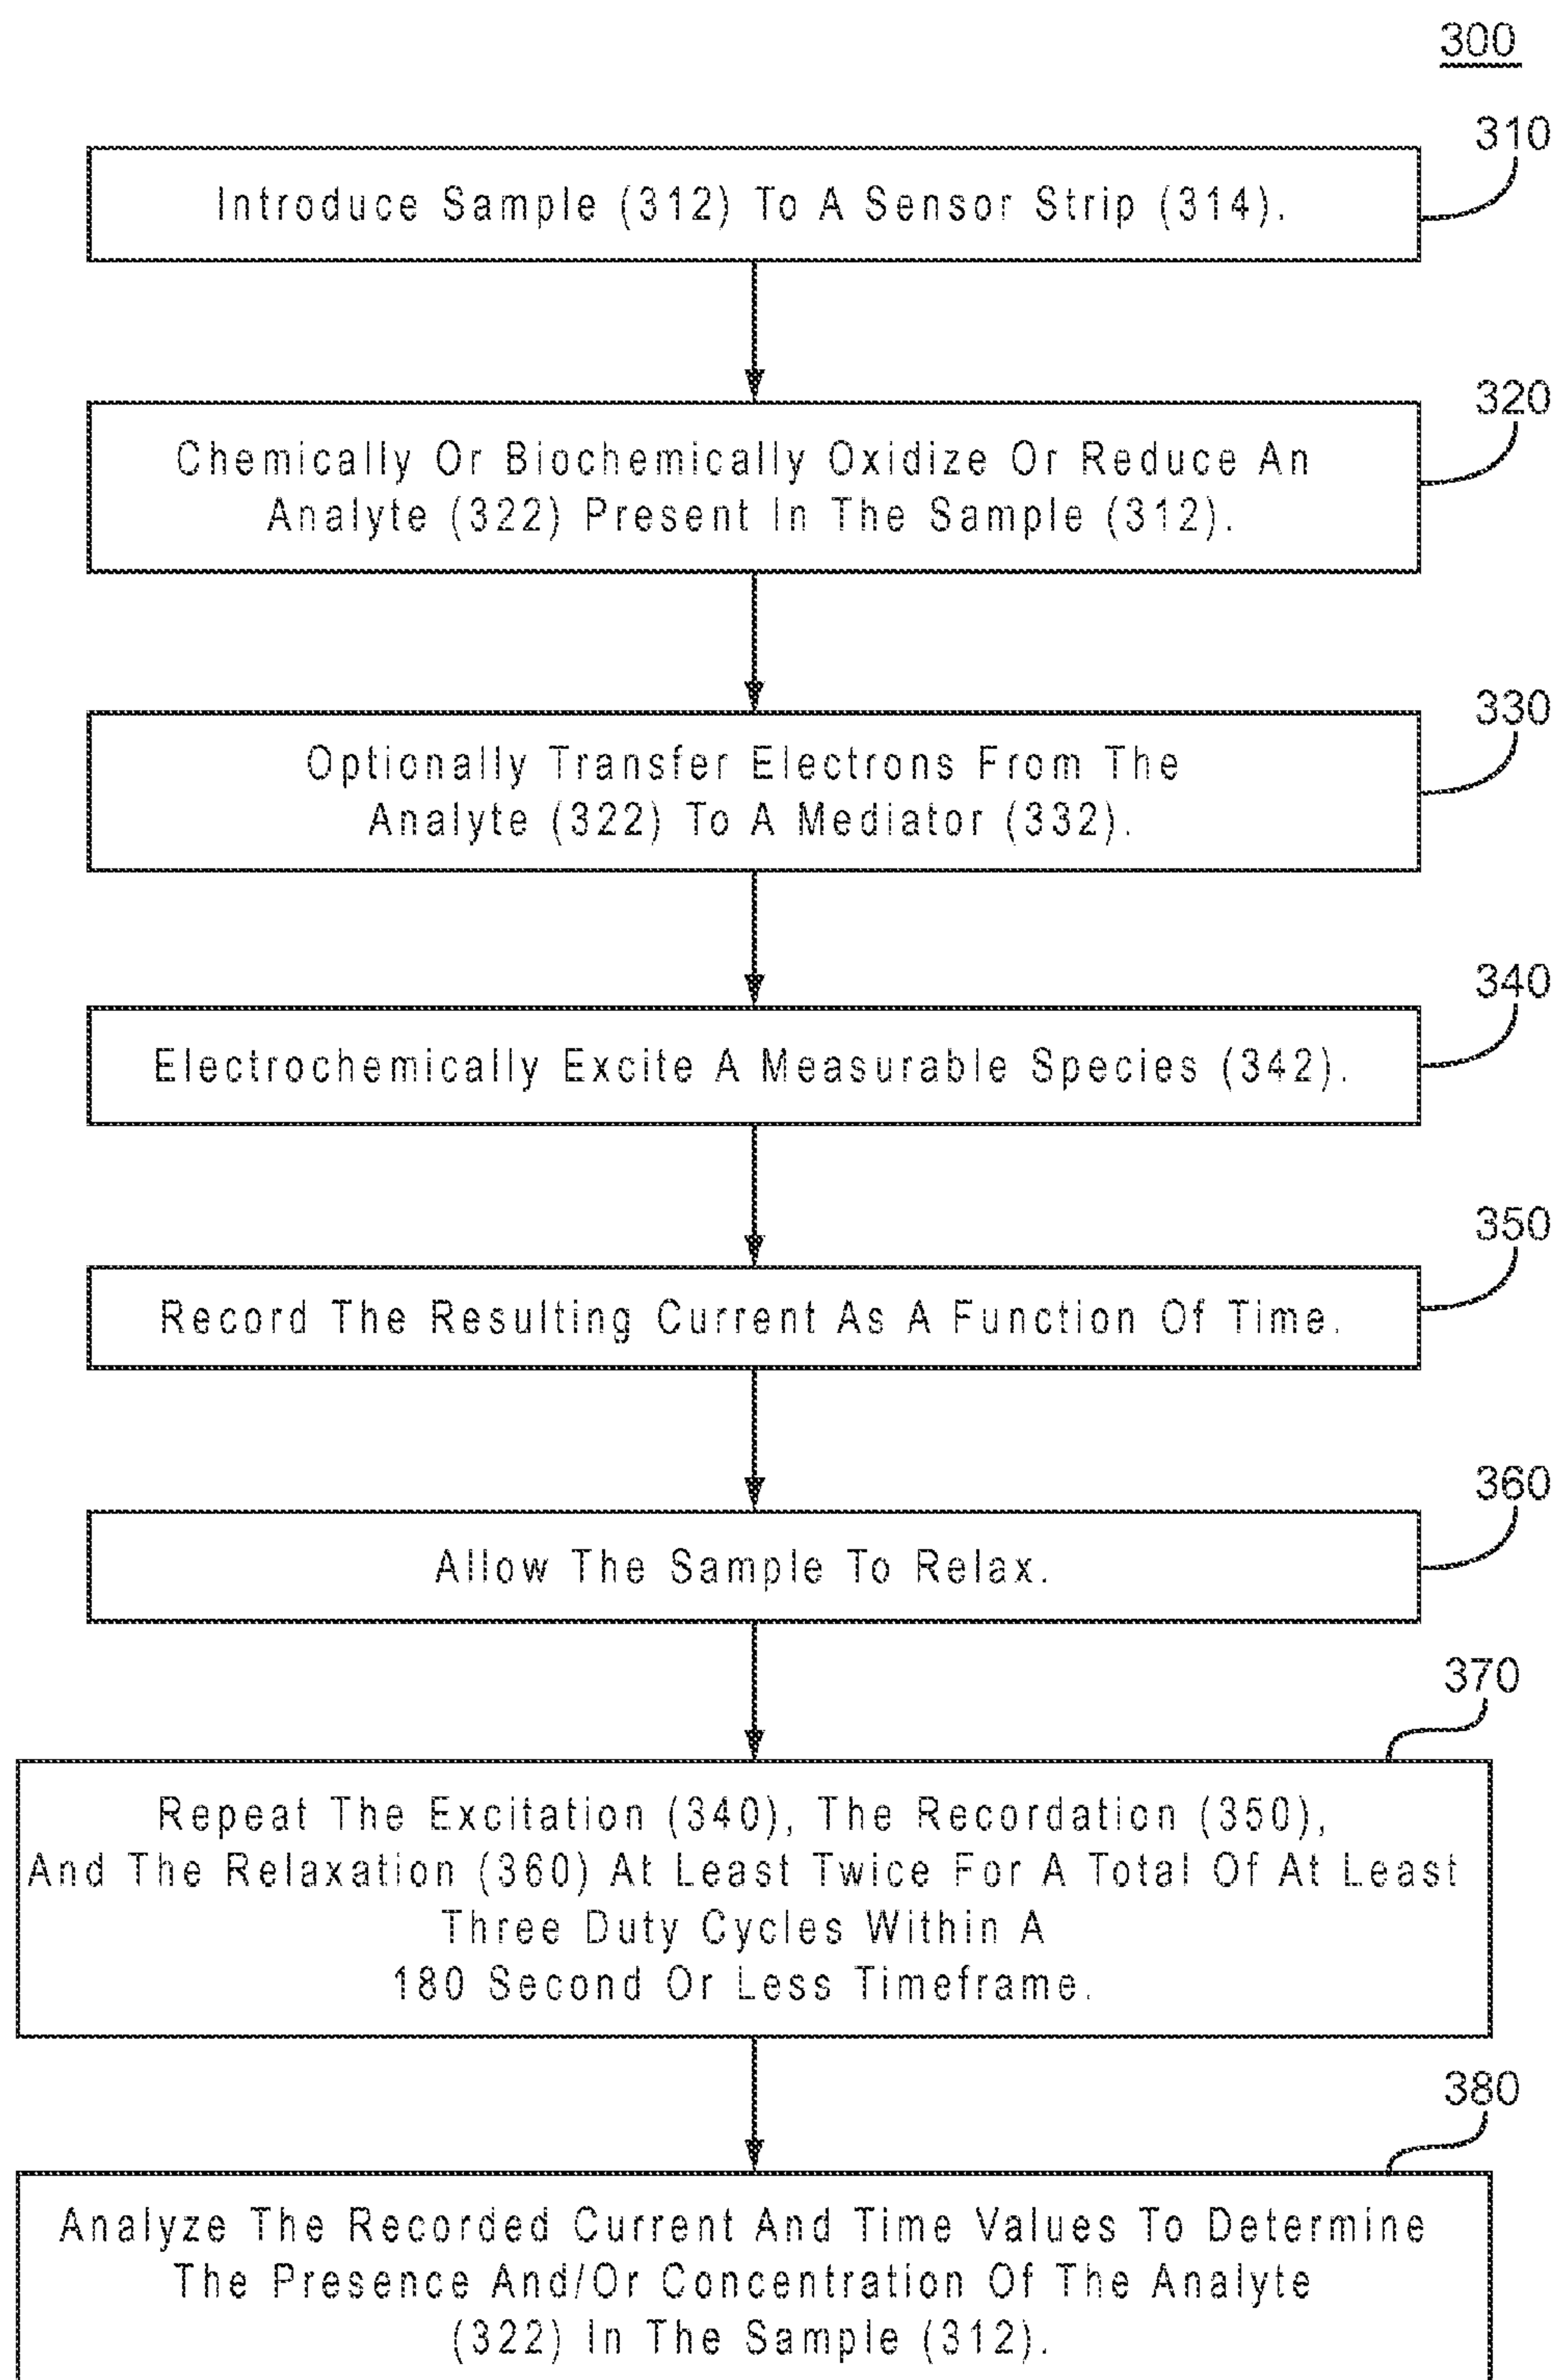 300
310
Introduce Sample (312) To A Sensor Strip (314).
320
Chemically Or Biochemically Oxidize Or Reduce An
Analyte (322) Present In The Sample (312).
330
Optionally Transfer Electrons From The
Analyte (322) To A Mediator (332).
340
Electrochemically Excite A Measurable Species (342).
350
Record The Resulting Current As A Function Of Time.
360
Allow The Sample To Relax.
370
Repeat The Excitation (340), The Recordation (350),
And The Relaxation (360) At Least Twice For A Total Of At Least
Three Duty Cycles Within A
180 Second Or Less Timeframe.
380
Analyze The Recorded Current And Time Values To Determine
The Presence And/Or Concentration Of The Analyte
(322) In The Sample (312).